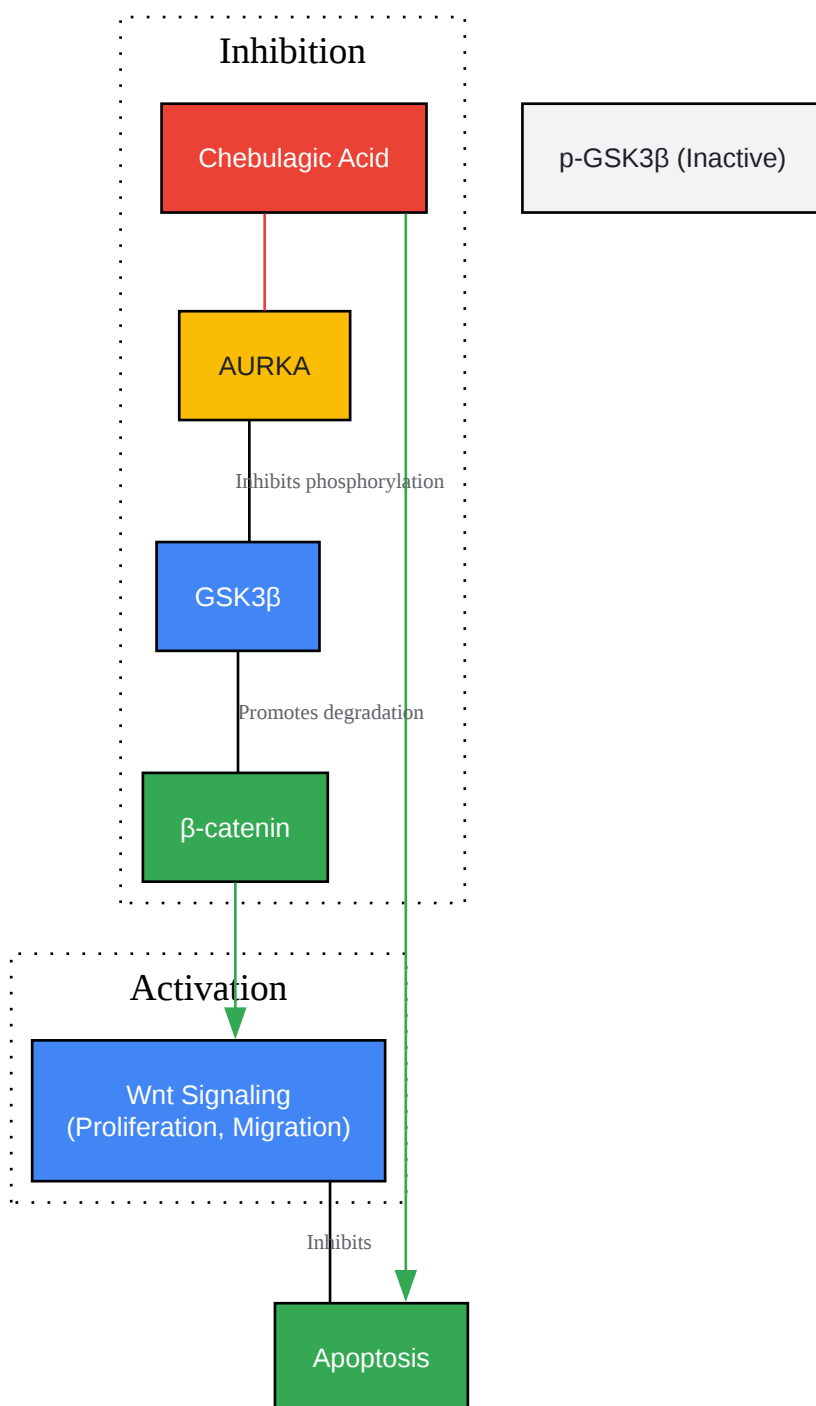 Inhibition
Chebulagic Acid
p-GSK3β (Inactive)
AURKA
Inhibits phosphorylation
GSK3β
Promotes degradation
β-catenin
Activation
Wnt Signaling
(Proliferation, Migration)
Inhibits
Apoptosis